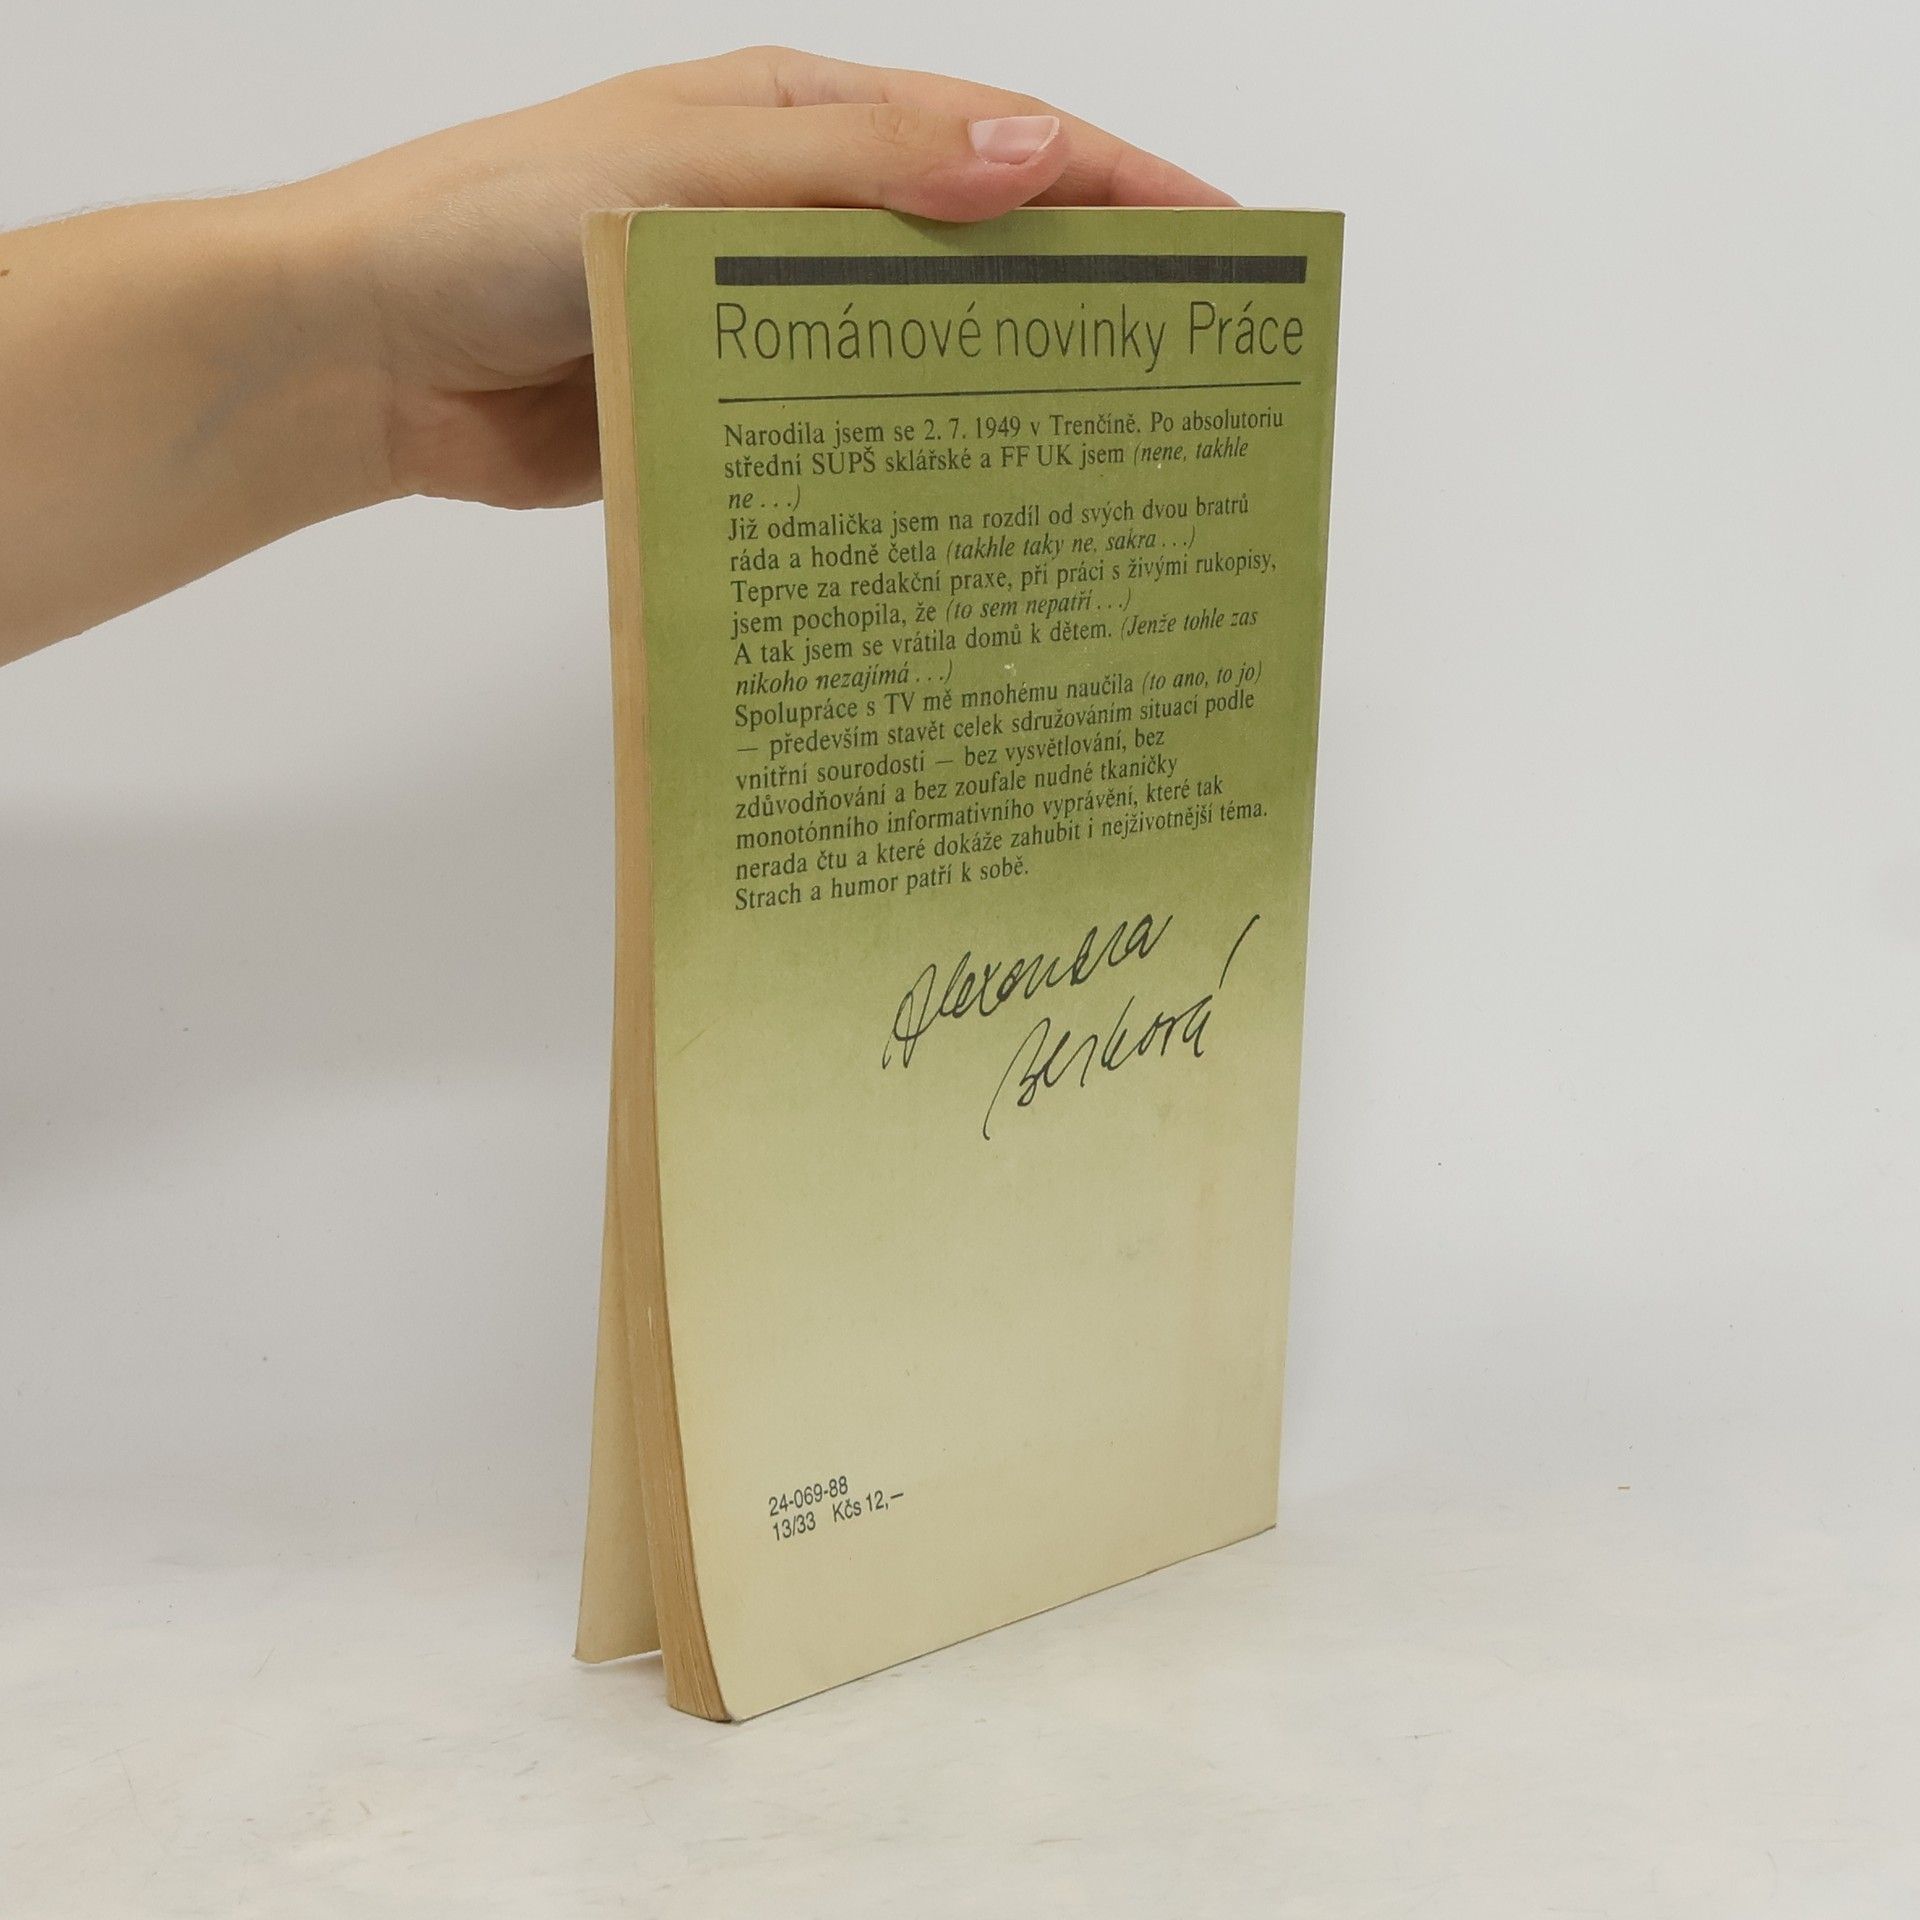 Románové novinky Práce
Narodila jsem se 2. 7. 1949 v Trenčíně. Po absolutoriu
střední SUPŠ sklářské a FF UK jsem (nene, takhle
ne . . .)
Již odmalička jsem na rozdíl od svých dvou bratrů
ráda a hodně četla (takhle taky ne, sakra . . .)
Teprve za redakční praxe, při práci s živými rukopisy,
jsem pochopila, že (to sem nepatří . . .)
A tak jsem se vrátila domů k dětem. (Jenže tohle zas
nikoho nezajímá . . .)
Spolupráce s TV mě mnohému naučila (to ano, to jo)
— především stavět celek sdružováním situací podle
vnitřní sourodosti — bez vysvětlování, bez
zdůvodňování a bez zoufale nudné tkaničky
monotónního informativního vyprávění, které tak
nerada čtu a které dokáže zahubit i nejživotnější téma.
Strach a humor patří k sobě.
Alexandra
Berková
24-069-88
13/33 Kčs 12,—